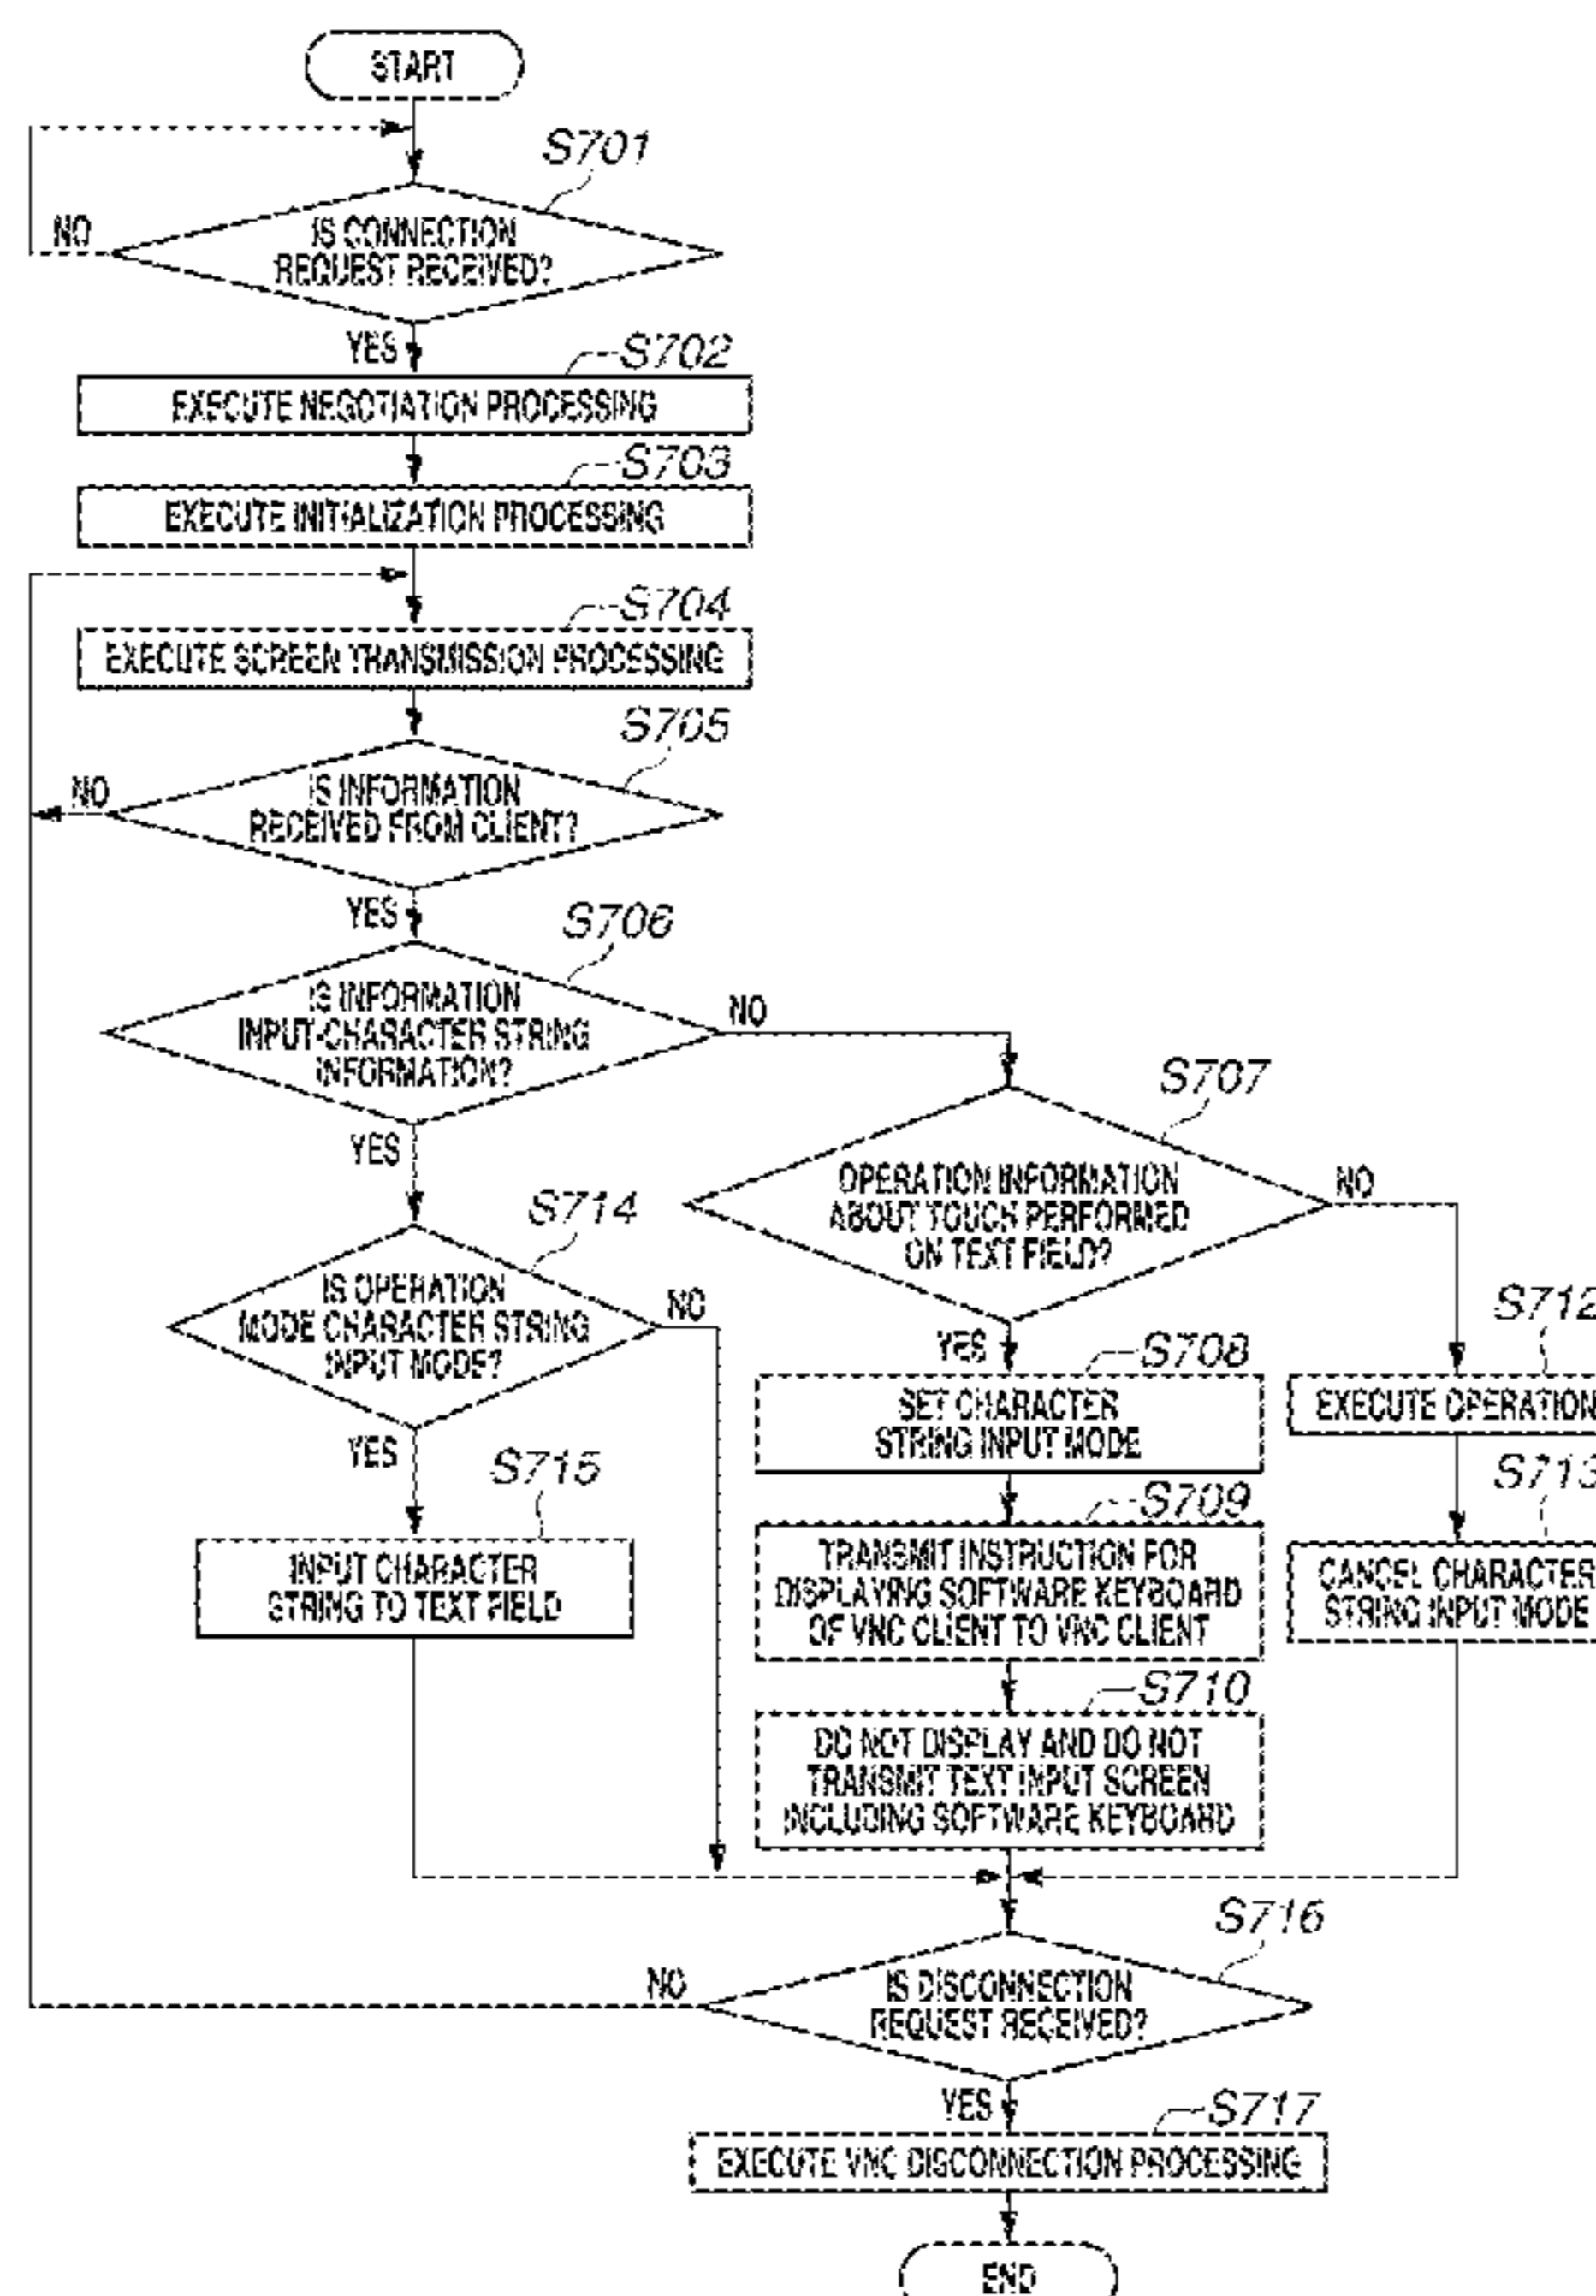 START
S701
NO
IS CONNECTION
REQUEST RECEIVED?
YES
S702
EXECUTE NEGOTIATION PROCESSING
S703
EXECUTE INITIALIZATION PROCESSING
S704
EXECUTE SCREEN TRANSMISSION PROCESSING
S705
NO
IS INFORMATION
RECEIVED FROM CLIENT?
YES
S706
IS INFORMATION
INPUT-CHARACTER STRING
INFORMATION?
NO
YES
S707
OPERATION INFORMATION
ABOUT TOUCH PERFORMED
ON TEXT FIELD?
NO
S714
IS OPERATION
MODE CHARACTER STRING
INPUT MODE?
NO
YES
YES
S708
SET CHARACTER
STRING INPUT MODE
S712
EXECUTE OPERATION
S715
INPUT CHARACTER
STRING TO TEXT FIELD
S709
TRANSMIT INSTRUCTION FOR
DISPLAYING SOFTWARE KEYBOARD
OF VNC CLIENT TO VNC CLIENT
S713
CANCEL CHARACTER
STRING INPUT MODE
S710
DO NOT DISPLAY AND DO NOT
TRANSMIT TEXT INPUT SCREEN
INCLUDING SOFTWARE KEYBOARD
S716
NO
IS DISCONNECTION
REQUEST RECEIVED?
YES
S717
EXECUTE VNC DISCONNECTION PROCESSING
END